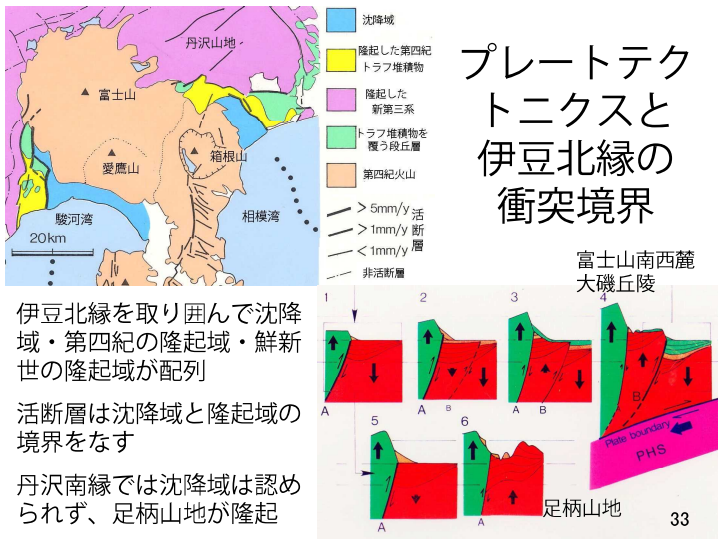 プレートテク
トニクスと
伊豆北縁の
衝突境界
丹沢山地
富士山
愛鷹山
箱根山
駿河湾
相模湾
20km
沈降域
隆起した第四紀
トラフ堆積物
隆起した
新第三系
トラフ堆積物を
覆う段丘層
第四紀火山
> 5mm/y
> 1mm/y
< 1mm/y
活断層
非活断層
富士山南西麓
大磯丘陵
伊豆北縁を取り囲んで沈降
域・第四紀の隆起域・鮮新
世の隆起域が配列
活断層は沈降域と隆起域の
境界をなす
丹沢南縁では沈降域は認め
られず、足柄山地が隆起
1
2
3
4
A
A
B
A
B
B
Plate boundary
PHS
5
6
A
A
足柄山地
33